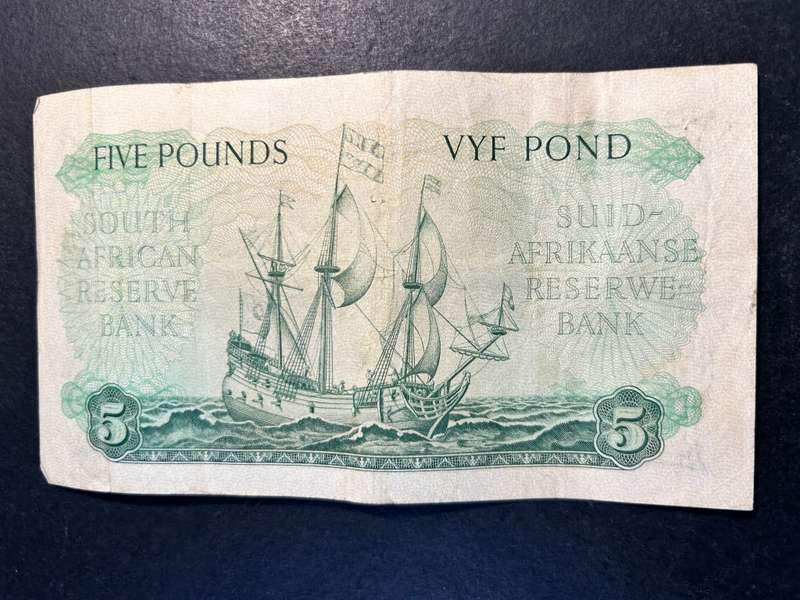 FIVE POUNDS
VYF POND
SOUTH
AFRICAN
RESERVE
BANK
SUID-
AFRIKAANSE
RESERWE-
BANK
5
5